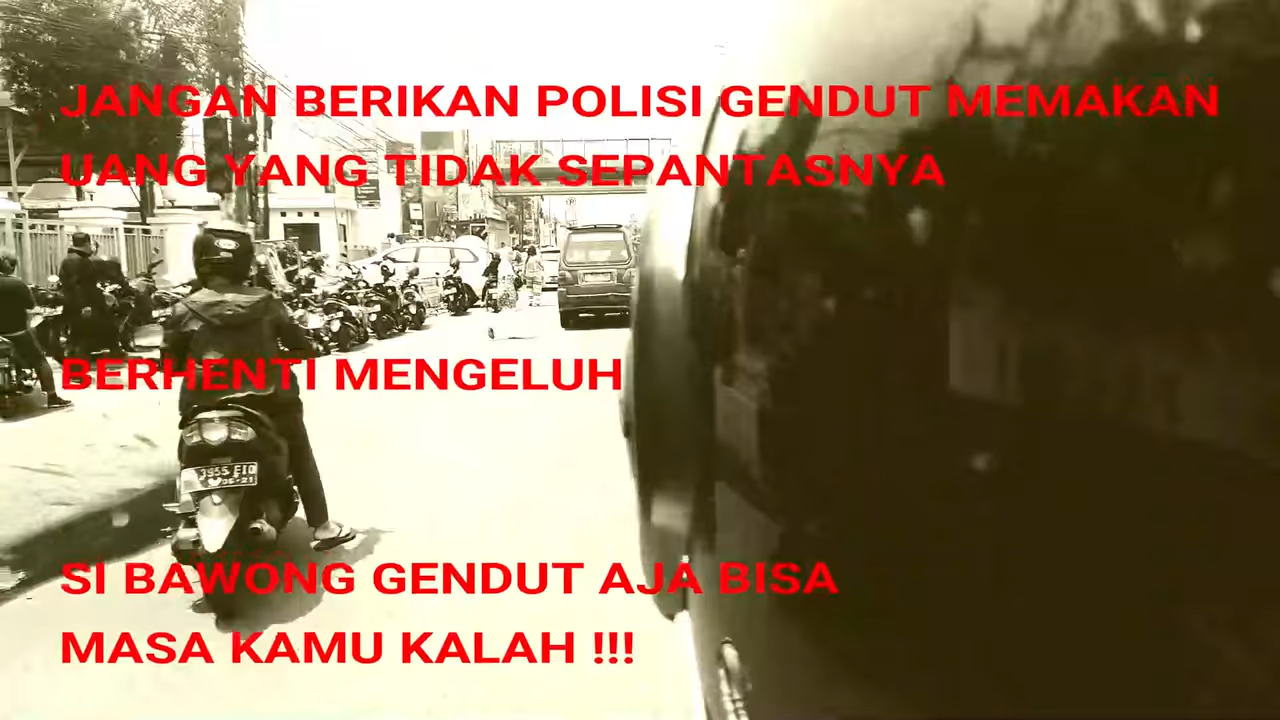 JANGAN BERIKAN POLISI GENDUT MEMAKAN
UANG YANG TIDAK SEPANTASNYA
BERHENTI MENGELUH
SI BAWONG GENDUT AJA BISA
MASA KAMU KALAH !!!